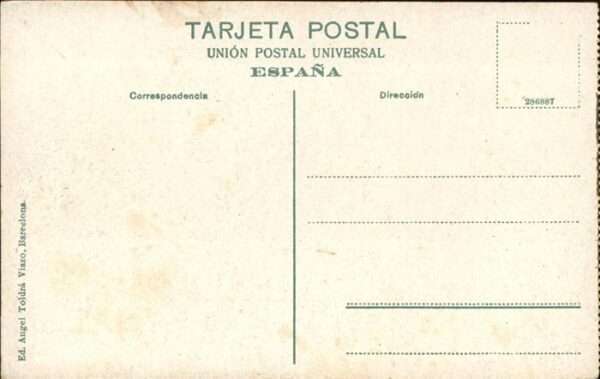 TARJETA POSTAL
UNIÓN POSTAL UNIVERSAL
ESPAÑA
Correspondencia
Dirección
286887
Ed. Angel Toldrá Viazo, Barcelona.